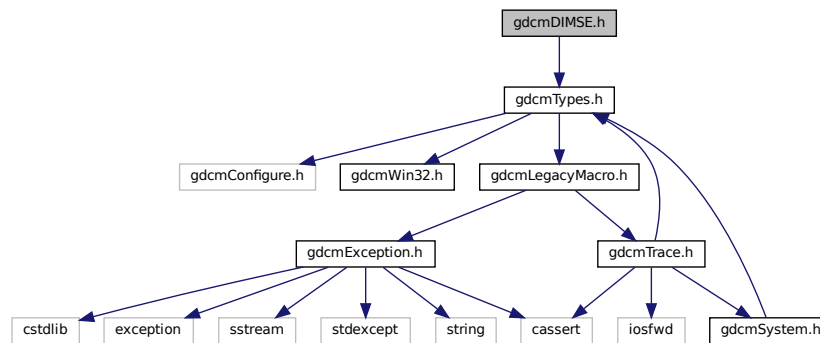 gdcmDIMSE.h
gdcmTypes.h
gdcmConfigure.h
gdcmWin32.h
gdcmLegacyMacro.h
gdcmException.h
gdcmTrace.h
cstdlib
exception
sstream
stdexcept
string
cassert
iosfwd
gdcmSystem.h